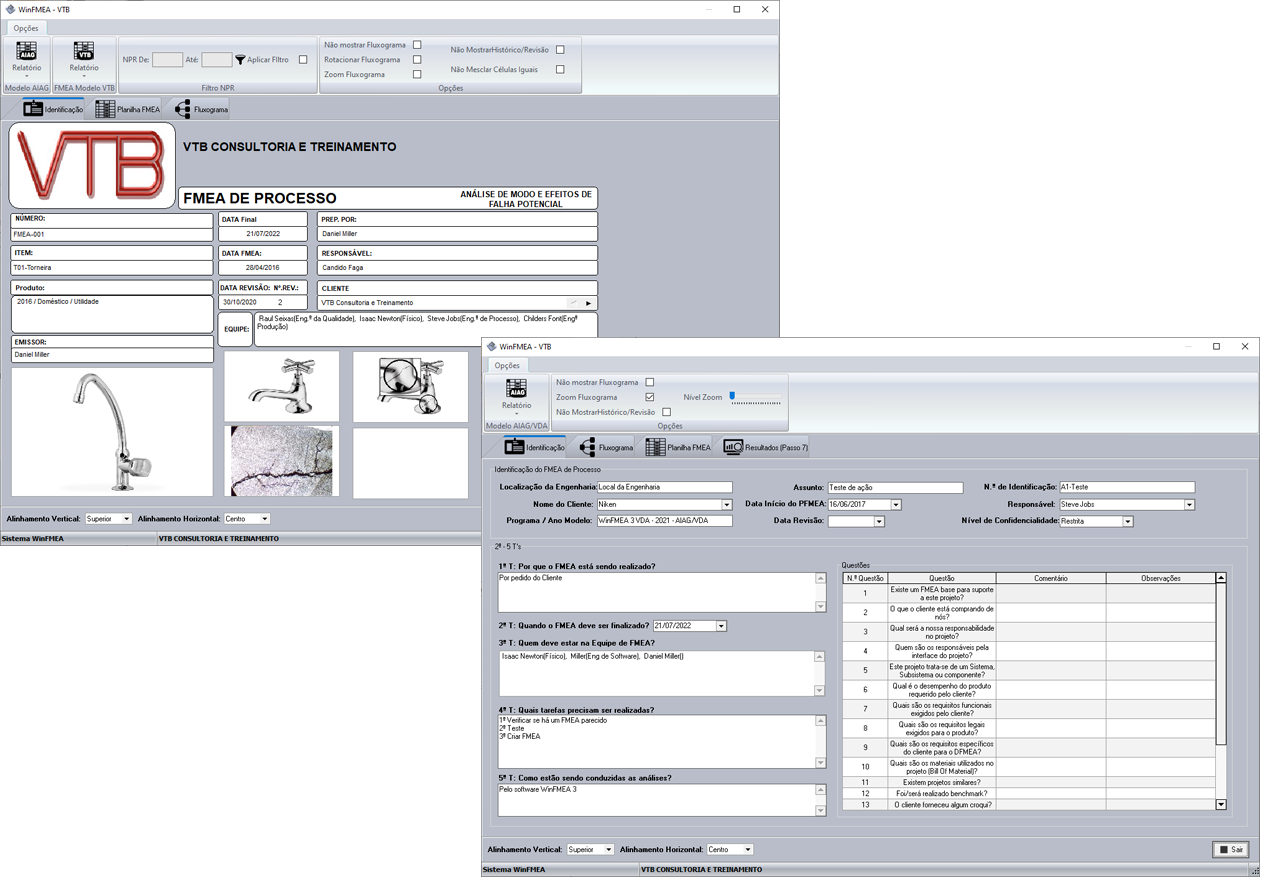 WinFMEA - VTB
Opções
AIAG
VTB
Relatório
Relatório
Modelo AIAG
FMEA Modelo VTB
NPR De:
Até:
Aplicar Filtro
Filtro NPR
Não mostrar Fluxograma
Rotacionar Fluxograma
Zoom Fluxograma
Não MostrarHistórico/Revisão
Não Mesclar Células Iguais
Opções
Identificação
Planilha FMEA
Fluxograma
VTB
VTB CONSULTORIA E TREINAMENTO
FMEA DE PROCESSO
ANÁLISE DE MODO E EFEITOS DE
FALHA POTENCIAL
NÚMERO:
FMEA-001
DATA Final
21/07/2022
PREP. POR:
Daniel Miller
ITEM:
T01-Torneira
DATA FMEA:
28/04/2016
RESPONSÁVEL:
Candido Faga
Produto:
2016 / Doméstico / Utilidade
DATA REVISÃO: Nº.REV.:
30/10/2020 2
CLIENTE
VTB Consultoria e Treinamento
EQUIPE:
Raul Seixas(Eng.ª da Qualidade), Isaac Newton(Físico), Steve Jobs(Eng.ª de Processo), Childers Font(Engª
Produção)
EMISSOR:
Daniel Miller
Alinhamento Vertical: Superior
Alinhamento Horizontal: Centro
Sistema WinFMEA
VTB CONSULTORIA E TREINAMENTO
WinFMEA - VTB
Opções
AIAG
Relatório
Modelo AIAG/VDA
Não mostrar Fluxograma
Zoom Fluxograma
Não MostrarHistórico/Revisão
Nível Zoom
Opções
Identificação
Fluxograma
Planilha FMEA
Resultados (Passo 7)
Identificação do FMEA de Processo
Localização da Engenharia: Local da Engenharia
Assunto: Teste de ação
N.º de Identificação: A1-Teste
Nome do Cliente: Niken
Data Início do PFMEA: 16/06/2017
Responsável: Steve Jobs
Programa / Ano Modelo: WinFMEA 3 VDA - 2021 - AIAG/VDA
Data Revisão:
Nível de Confidencialidade: Restrita
2ª - 5 T's
1º T: Por que o FMEA está sendo realizado?
Por pedido do Cliente
2º T: Quando o FMEA deve ser finalizado? 21/07/2022
3º T: Quem deve estar na Equipe de FMEA?
Isaac Newton(Físico), Miller(Eng de Software), Daniel Miller()
4º T: Quais tarefas precisam ser realizadas?
1º Verificar se há um FMEA parecido
2º Teste
3º Criar FMEA
5º T: Como estão sendo conduzidas as análises?
Pelo software WinFMEA 3
Questões
N.º Questão
Questão
Comentário
Observações
1
Existe um FMEA base para suporte
a este projeto?
2
O que o cliente está comprando de
nós?
3
Qual será a nossa responsabilidade
no projeto?
4
Quem são os responsáveis pela
interface do projeto?
5
Este projeto trata-se de um Sistema,
Subsistema ou componente?
6
Qual é o desempenho do produto
requerido pelo cliente?
7
Quais são os requisitos funcionais
exigidos pelo cliente?
8
Quais são os requisitos legais
exigidos para o produto?
9
Quais são os requisitos específicos
do cliente para o DFMEA?
10
Quais são os materiais utilizados no
projeto (Bill Of Material)?
11
Existem projetos similares?
12
Foi/será realizado benchmark?
13
O cliente forneceu algum croqui?
Alinhamento Vertical: Superior
Alinhamento Horizontal: Centro
Sair
Sistema WinFMEA
VTB CONSULTORIA E TREINAMENTO